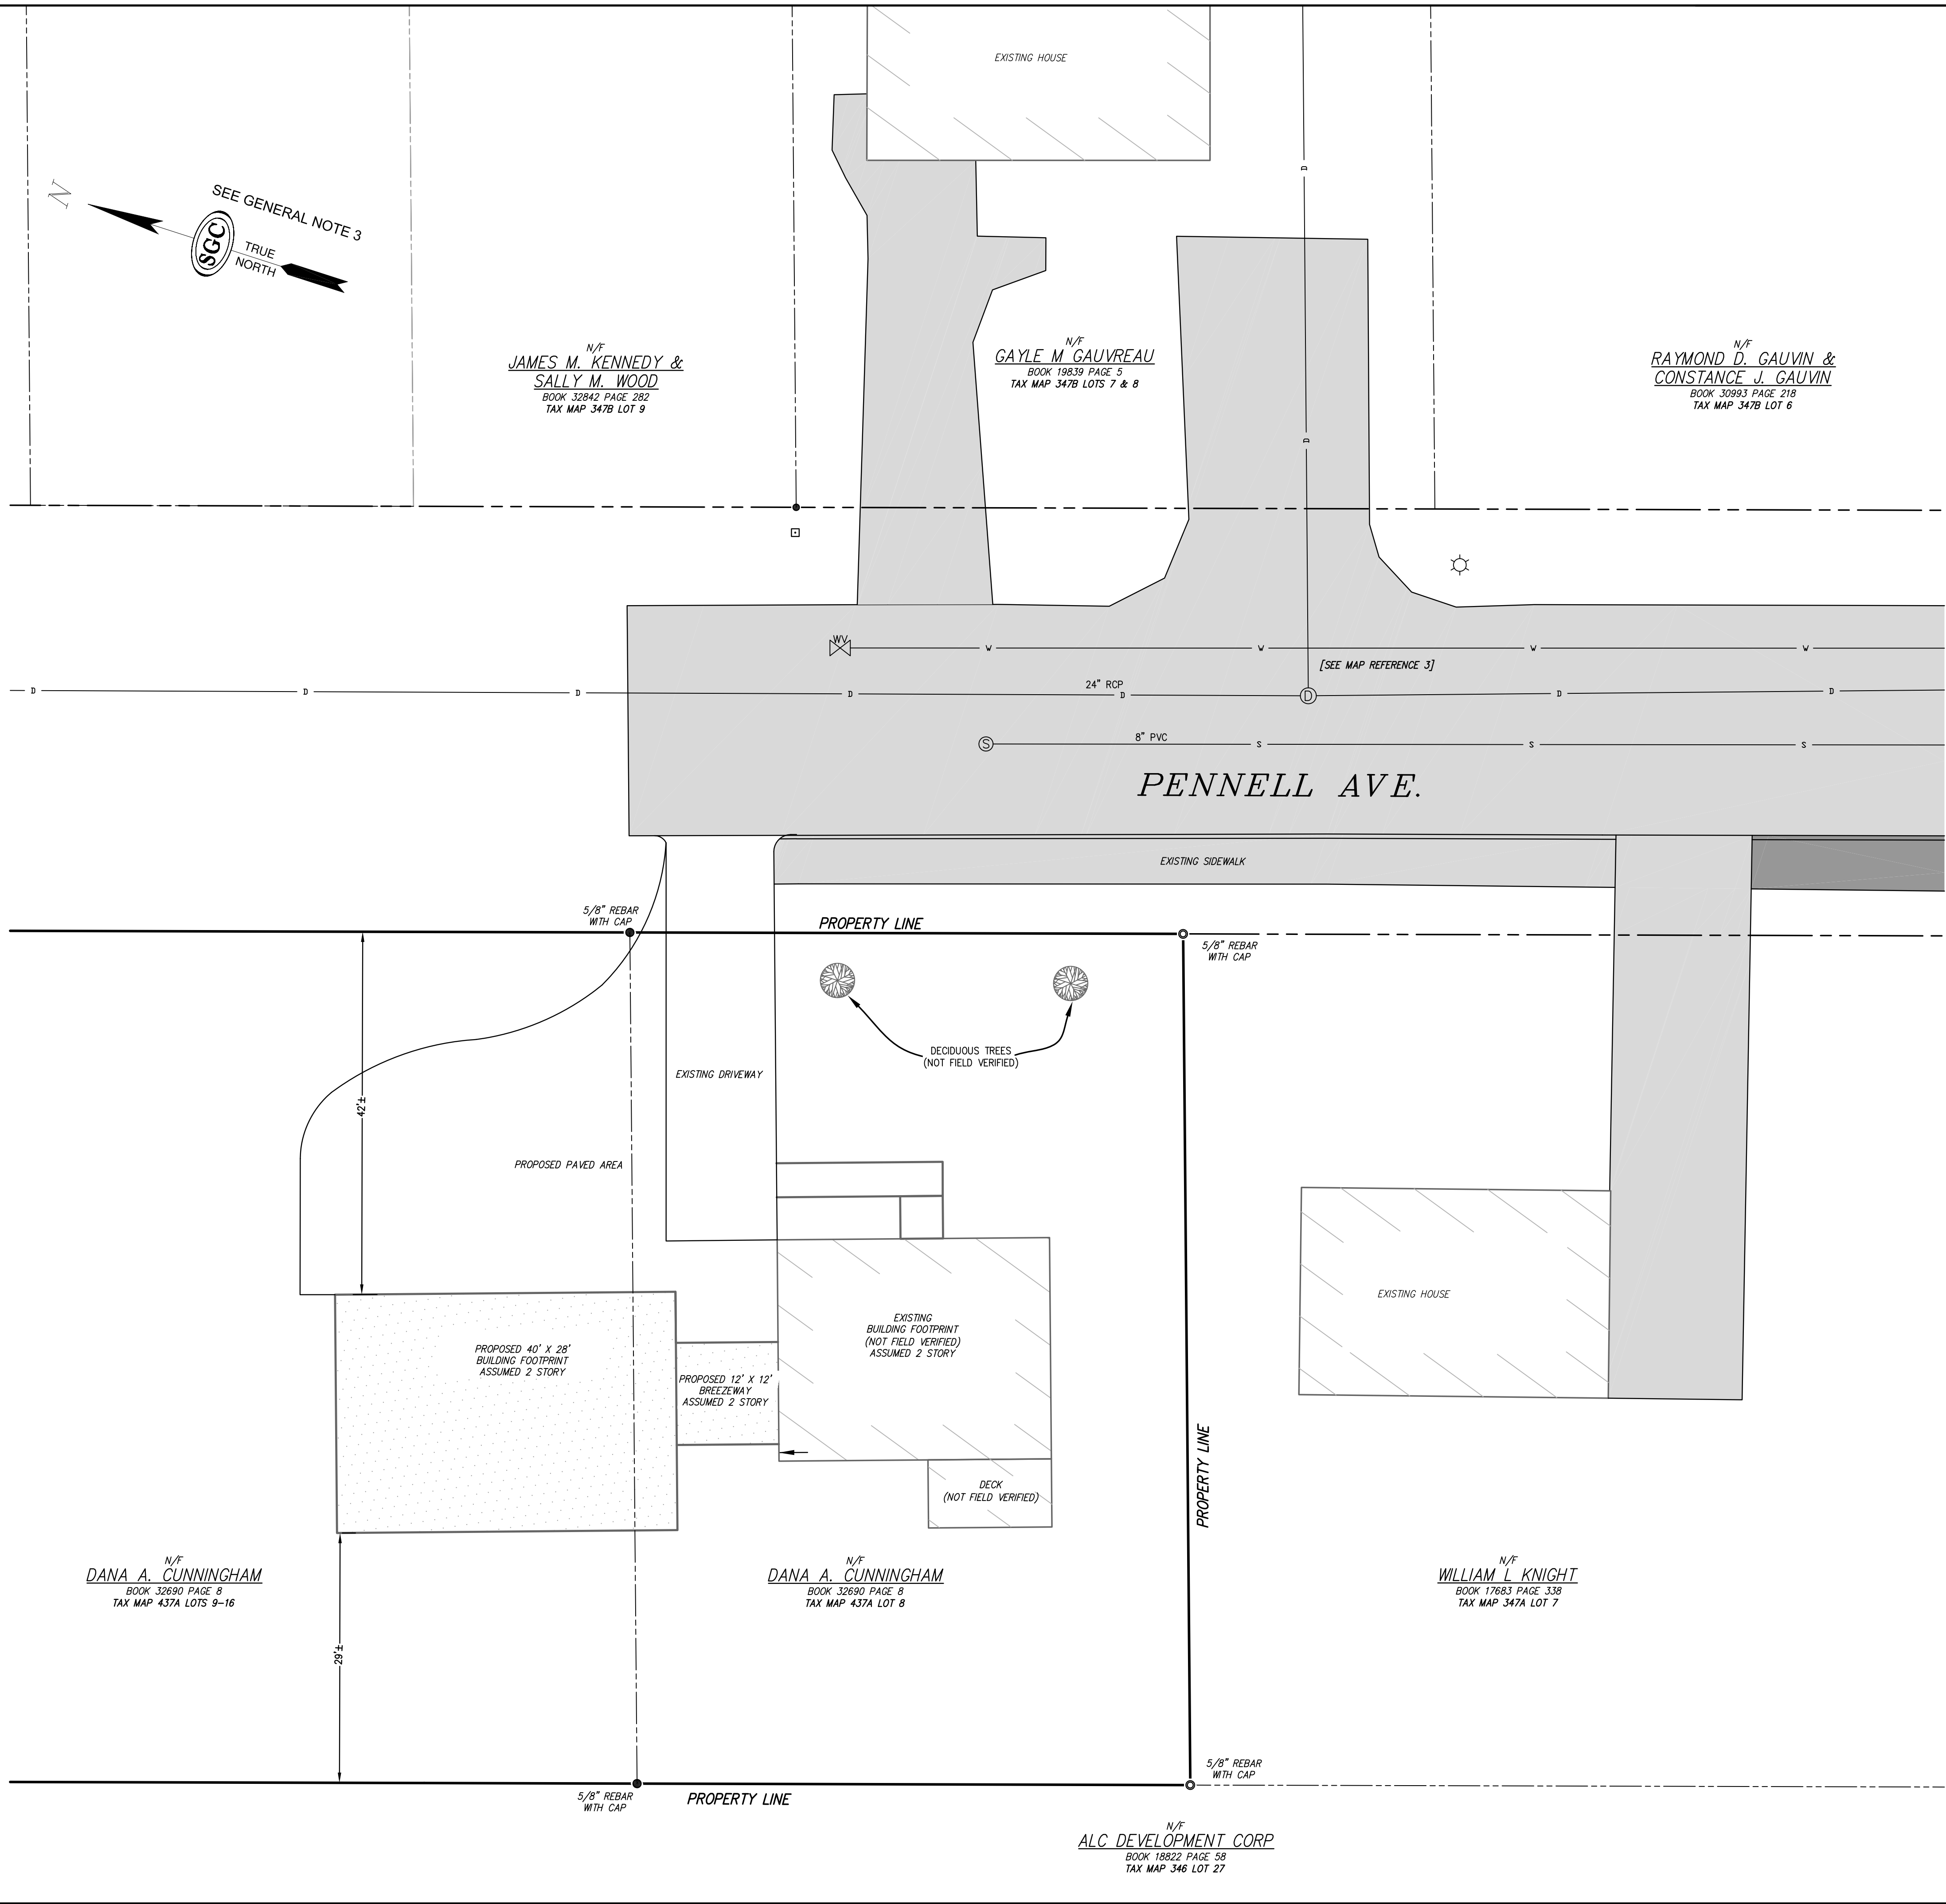 EXISTING HOUSE
N
SEE GENERAL NOTE 3
SGC
TRUE
NORTH
N/F
JAMES M. KENNEDY &
SALLY M. WOOD
BOOK 32842 PAGE 282
TAX MAP 347B LOT 9
N/F
GAYLE M GAUVREAU
BOOK 19839 PAGE 5
TAX MAP 347B LOTS 7 & 8
N/F
RAYMOND D. GAUVIN &
CONSTANCE J. GAUVIN
BOOK 30993 PAGE 218
TAX MAP 347B LOT 6
D
D
WV
W
W
W
W
[SEE MAP REFERENCE 3]
24" RCP
D
D
D
D
D
D
D
D
8" PVC
S
S
S
S
PENNELL AVE.
EXISTING SIDEWALK
5/8" REBAR
WITH CAP
PROPERTY LINE
5/8" REBAR
WITH CAP
DECIDUOUS TREES
(NOT FIELD VERIFIED)
EXISTING DRIVEWAY
42'±
PROPOSED PAVED AREA
EXISTING HOUSE
EXISTING
BUILDING FOOTPRINT
(NOT FIELD VERIFIED)
ASSUMED 2 STORY
PROPOSED 40' X 28'
BUILDING FOOTPRINT
ASSUMED 2 STORY
PROPOSED 12' X 12'
BREEZEWAY
ASSUMED 2 STORY
DECK
(NOT FIELD VERIFIED)
PROPERTY LINE
N/F
DANA A. CUNNINGHAM
BOOK 32690 PAGE 8
TAX MAP 437A LOTS 9-16
N/F
DANA A. CUNNINGHAM
BOOK 32690 PAGE 8
TAX MAP 437A LOT 8
N/F
WILLIAM L KNIGHT
BOOK 17683 PAGE 338
TAX MAP 347A LOT 7
29'±
5/8" REBAR
WITH CAP
5/8" REBAR
WITH CAP
PROPERTY LINE
N/F
ALC DEVELOPMENT CORP
BOOK 18822 PAGE 58
TAX MAP 346 LOT 27